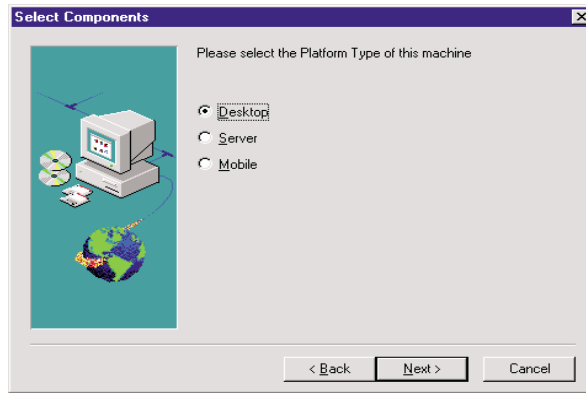 Select Components
Please select the Platform Type of this machine
Desktop
Server
Mobile
< Back
Next >
Cancel